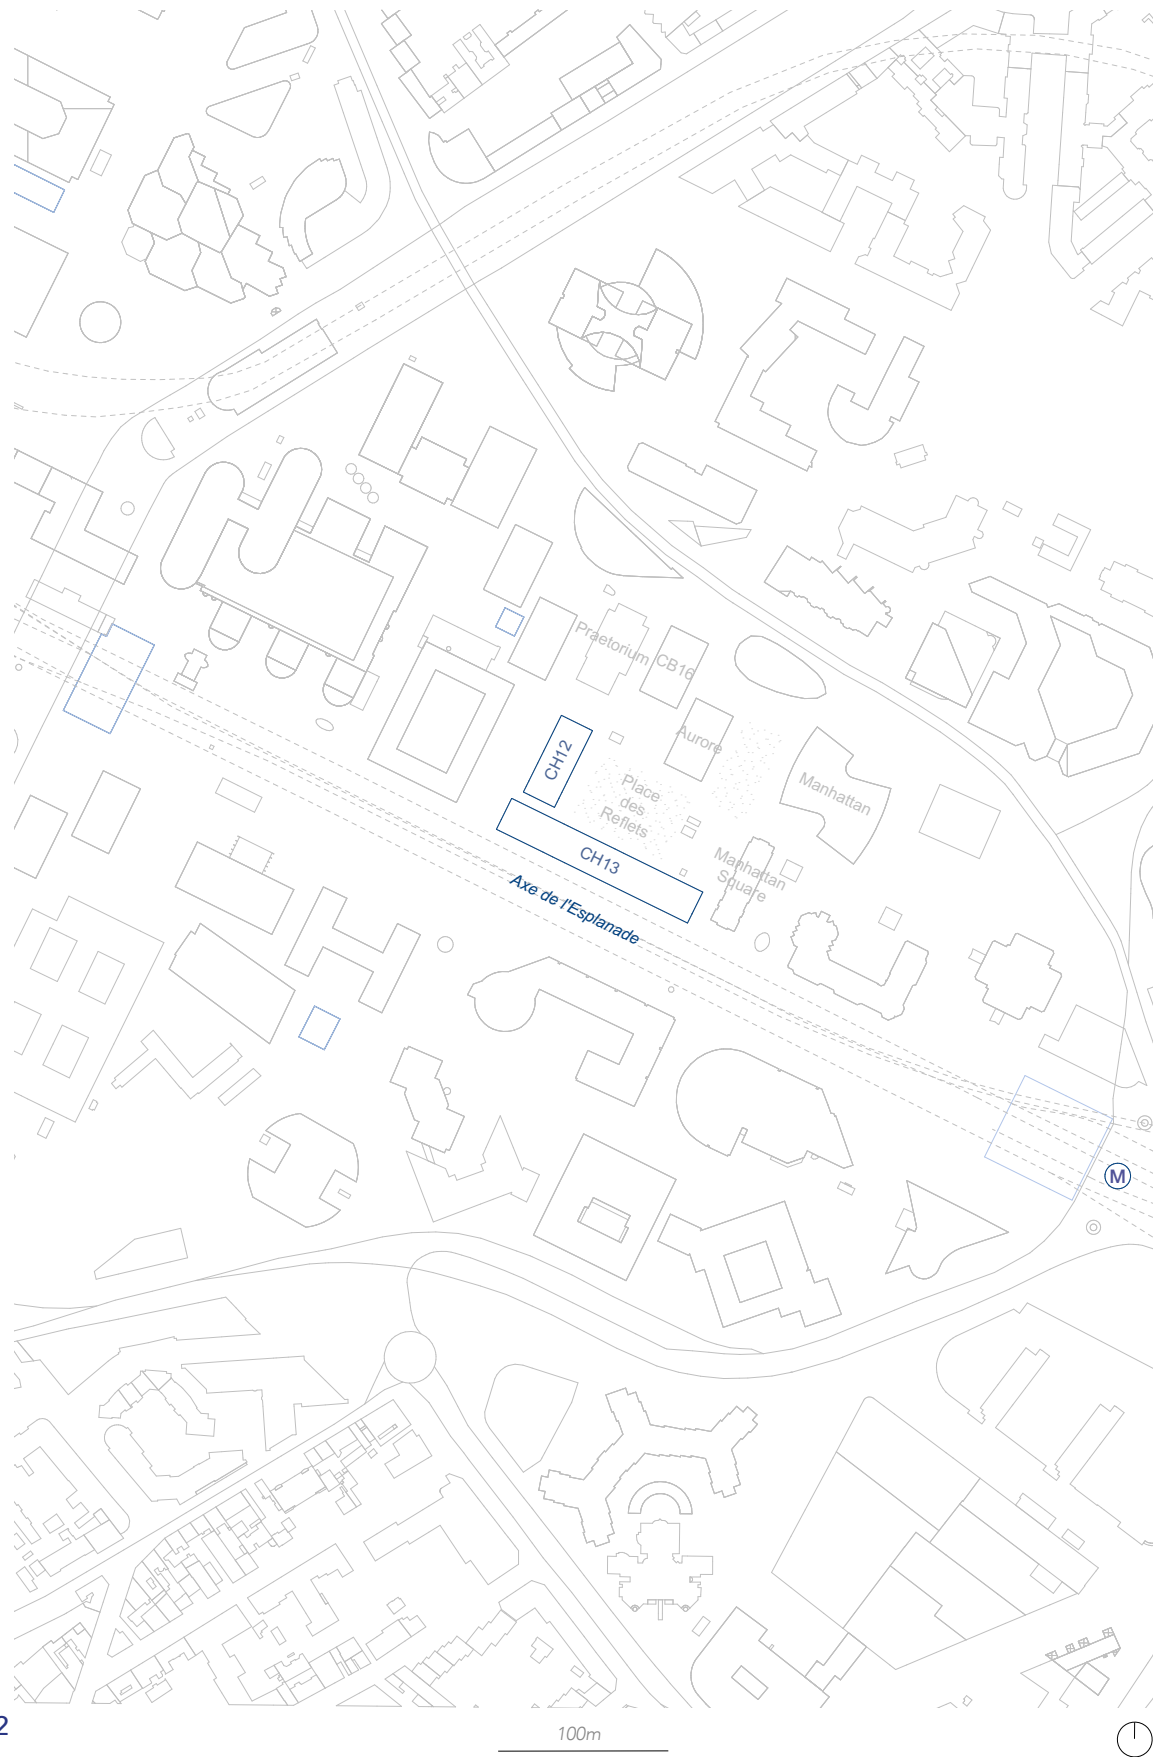 Praetorium
CB16
Aurore
CH12
Manhattan
Place
des
Reflets
CH13
Manhattan
Square
Axe de l'Esplanade
M
2
100m